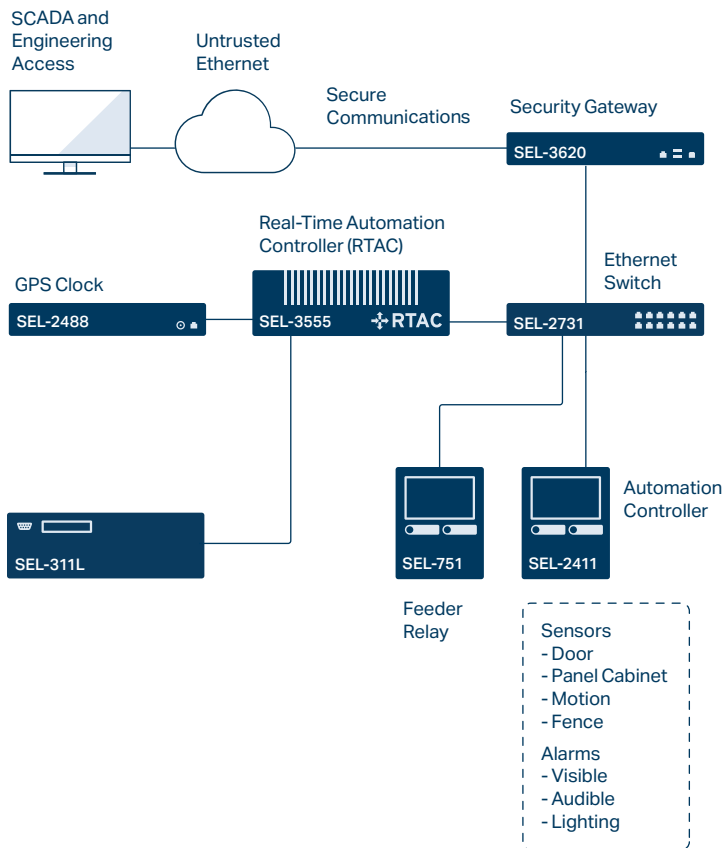 SCADA and
Engineering
Access
Untrusted
Ethernet
Secure
Communications
Security Gateway
SEL-3620
Real-Time Automation
Controller (RTAC)
Ethernet
Switch
GPS Clock
SEL-2488
SEL-3555
RTAC
SEL-2731
SEL-311L
SEL-751
SEL-2411
Automation
Controller
Feeder
Relay
Sensors
- Door
- Panel Cabinet
- Motion
- Fence
Alarms
- Visible
- Audible
- Lighting